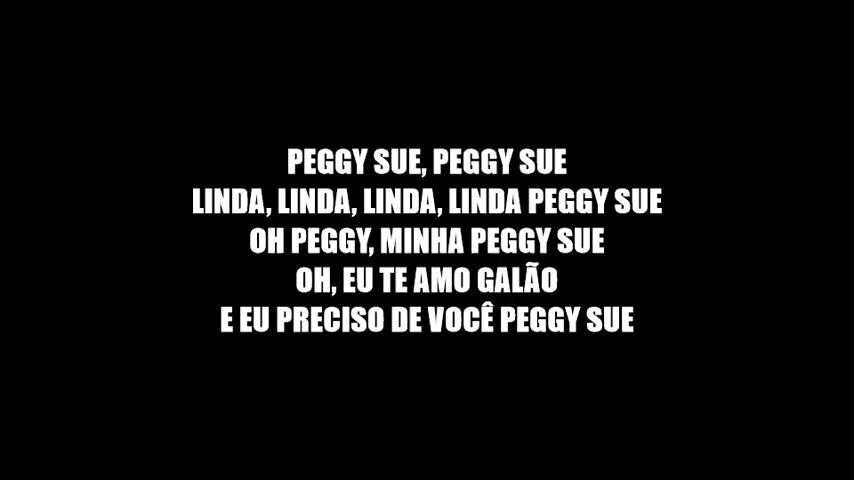 PEGGY SUE, PEGGY SUE
LINDA, LINDA, LINDA, LINDA PEGGY SUE
OH PEGGY, MINHA PEGGY SUE
OH, EU TE AMO GALÃO
E EU PRECISO DE VOCÊ PEGGY SUE